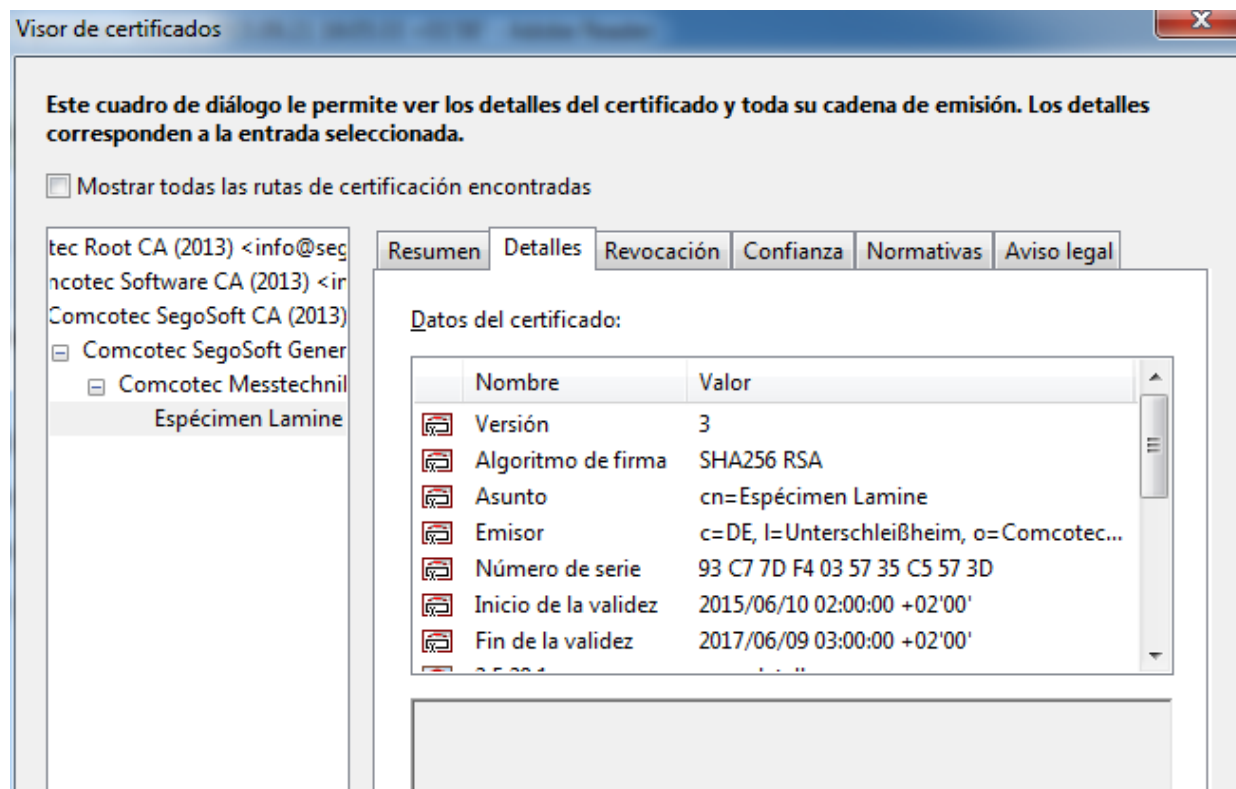 Visor de certificados
Este cuadro de diálogo le permite ver los detalles del certificado y toda su cadena de emisión. Los detalles
corresponden a la entrada seleccionada.
Mostrar todas las rutas de certificación encontradas
tec Root CA (2013) <info@seg
ncotec Software CA (2013) <ir
Comcotec SegoSoft CA (2013)
Comcotec SegoSoft Gener
Comcotec Messtechnil
Espécimen Lamine
Resumen Detalles Revocación Confianza Normativas Aviso legal
Datos del certificado:
Nombre Valor
Versión 3
Algoritmo de firma SHA256 RSA
Asunto cn=Espécimen Lamine
Emisor c=DE, l=Unterschleißheim, o=Comcotec...
Número de serie 93 C7 7D F4 03 57 35 C5 57 3D
Inicio de la validez 2015/06/10 02:00:00 +02'00'
Fin de la validez 2017/06/09 03:00:00 +02'00'